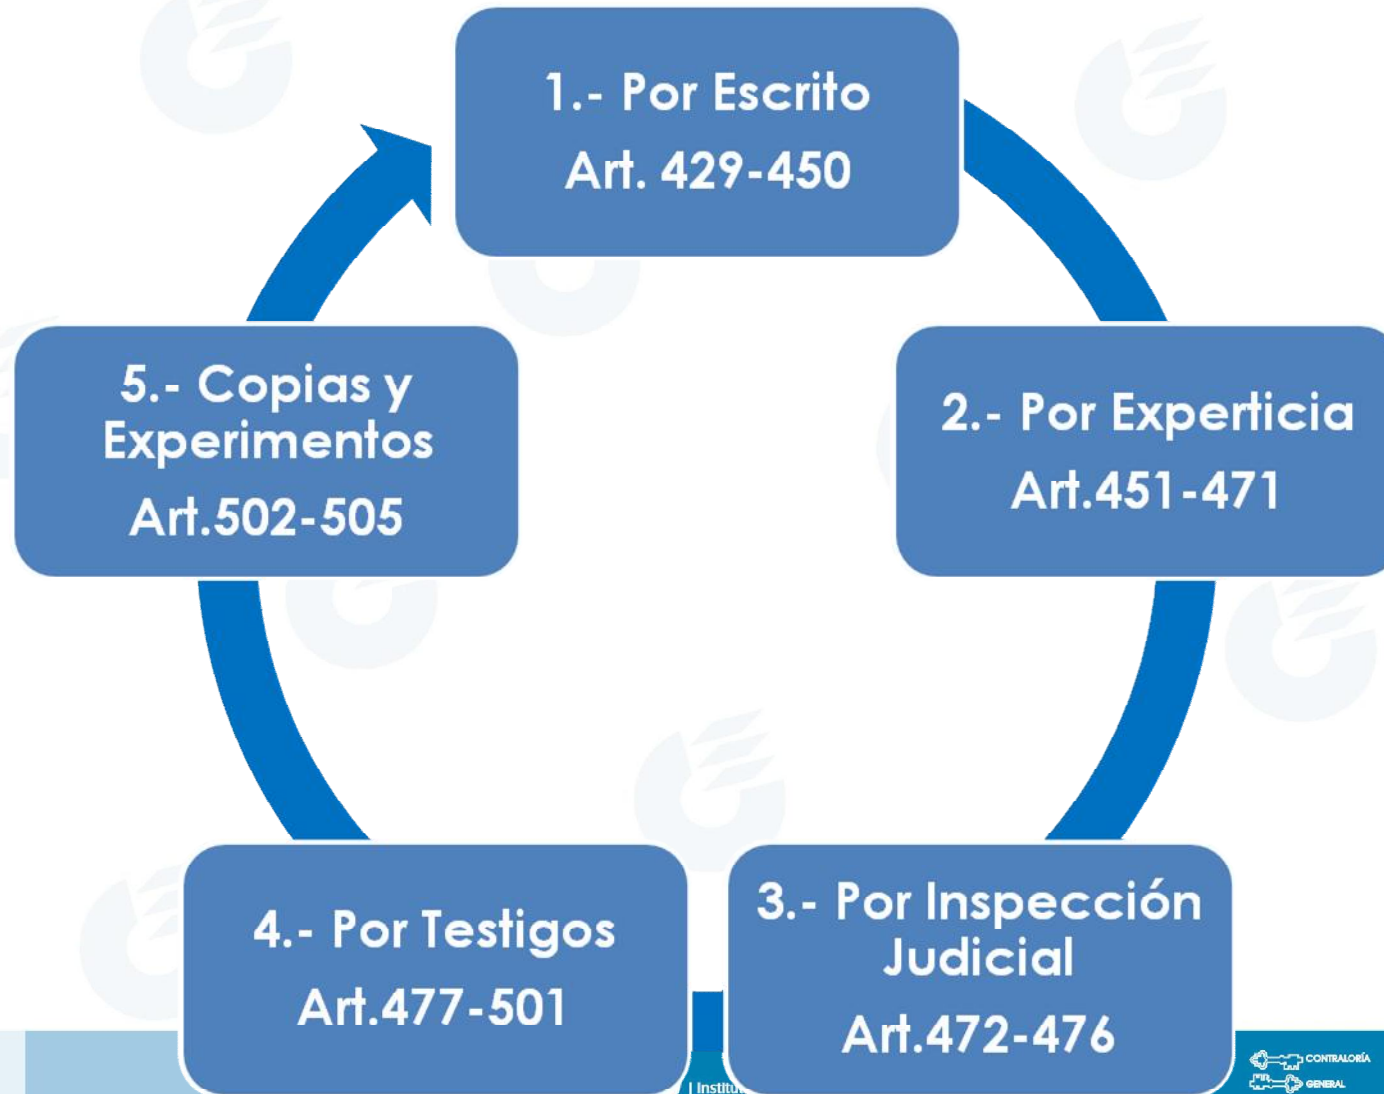 1.- Por Escrito
Art. 429-450
2.- Por Experticia
Art.451-471
3.- Por Inspección
Judicial
Art.472-476
4.- Por Testigos
Art.477-501
5.- Copias y
Experimentos
Art.502-505
CONTRALORÍA
GENERAL